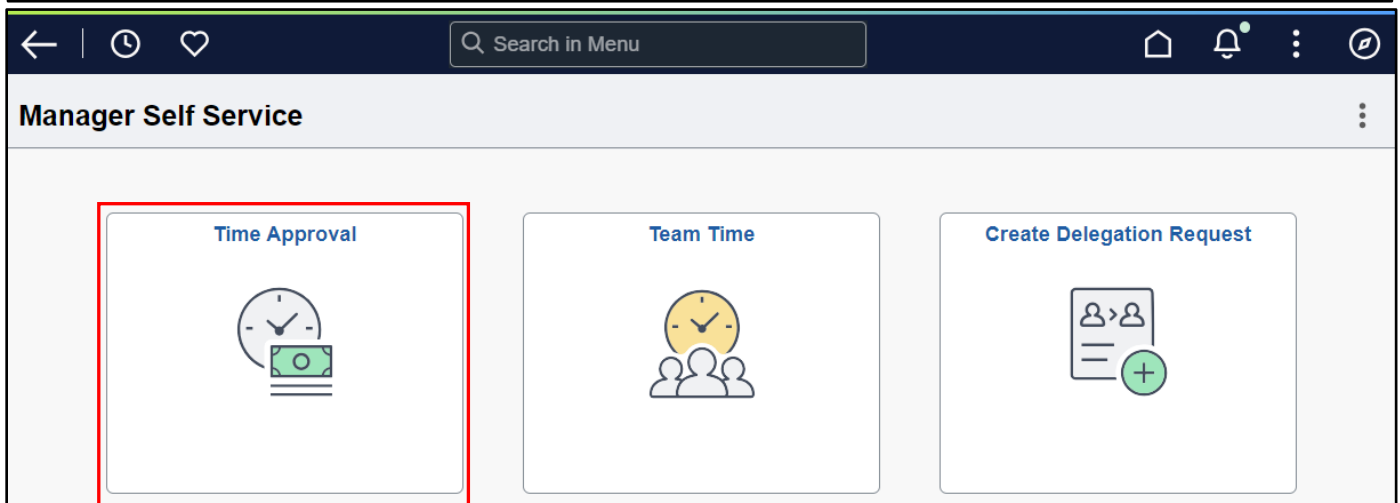 Search in Menu
Manager Self Service
Time Approval
Team Time
Create Delegation Request